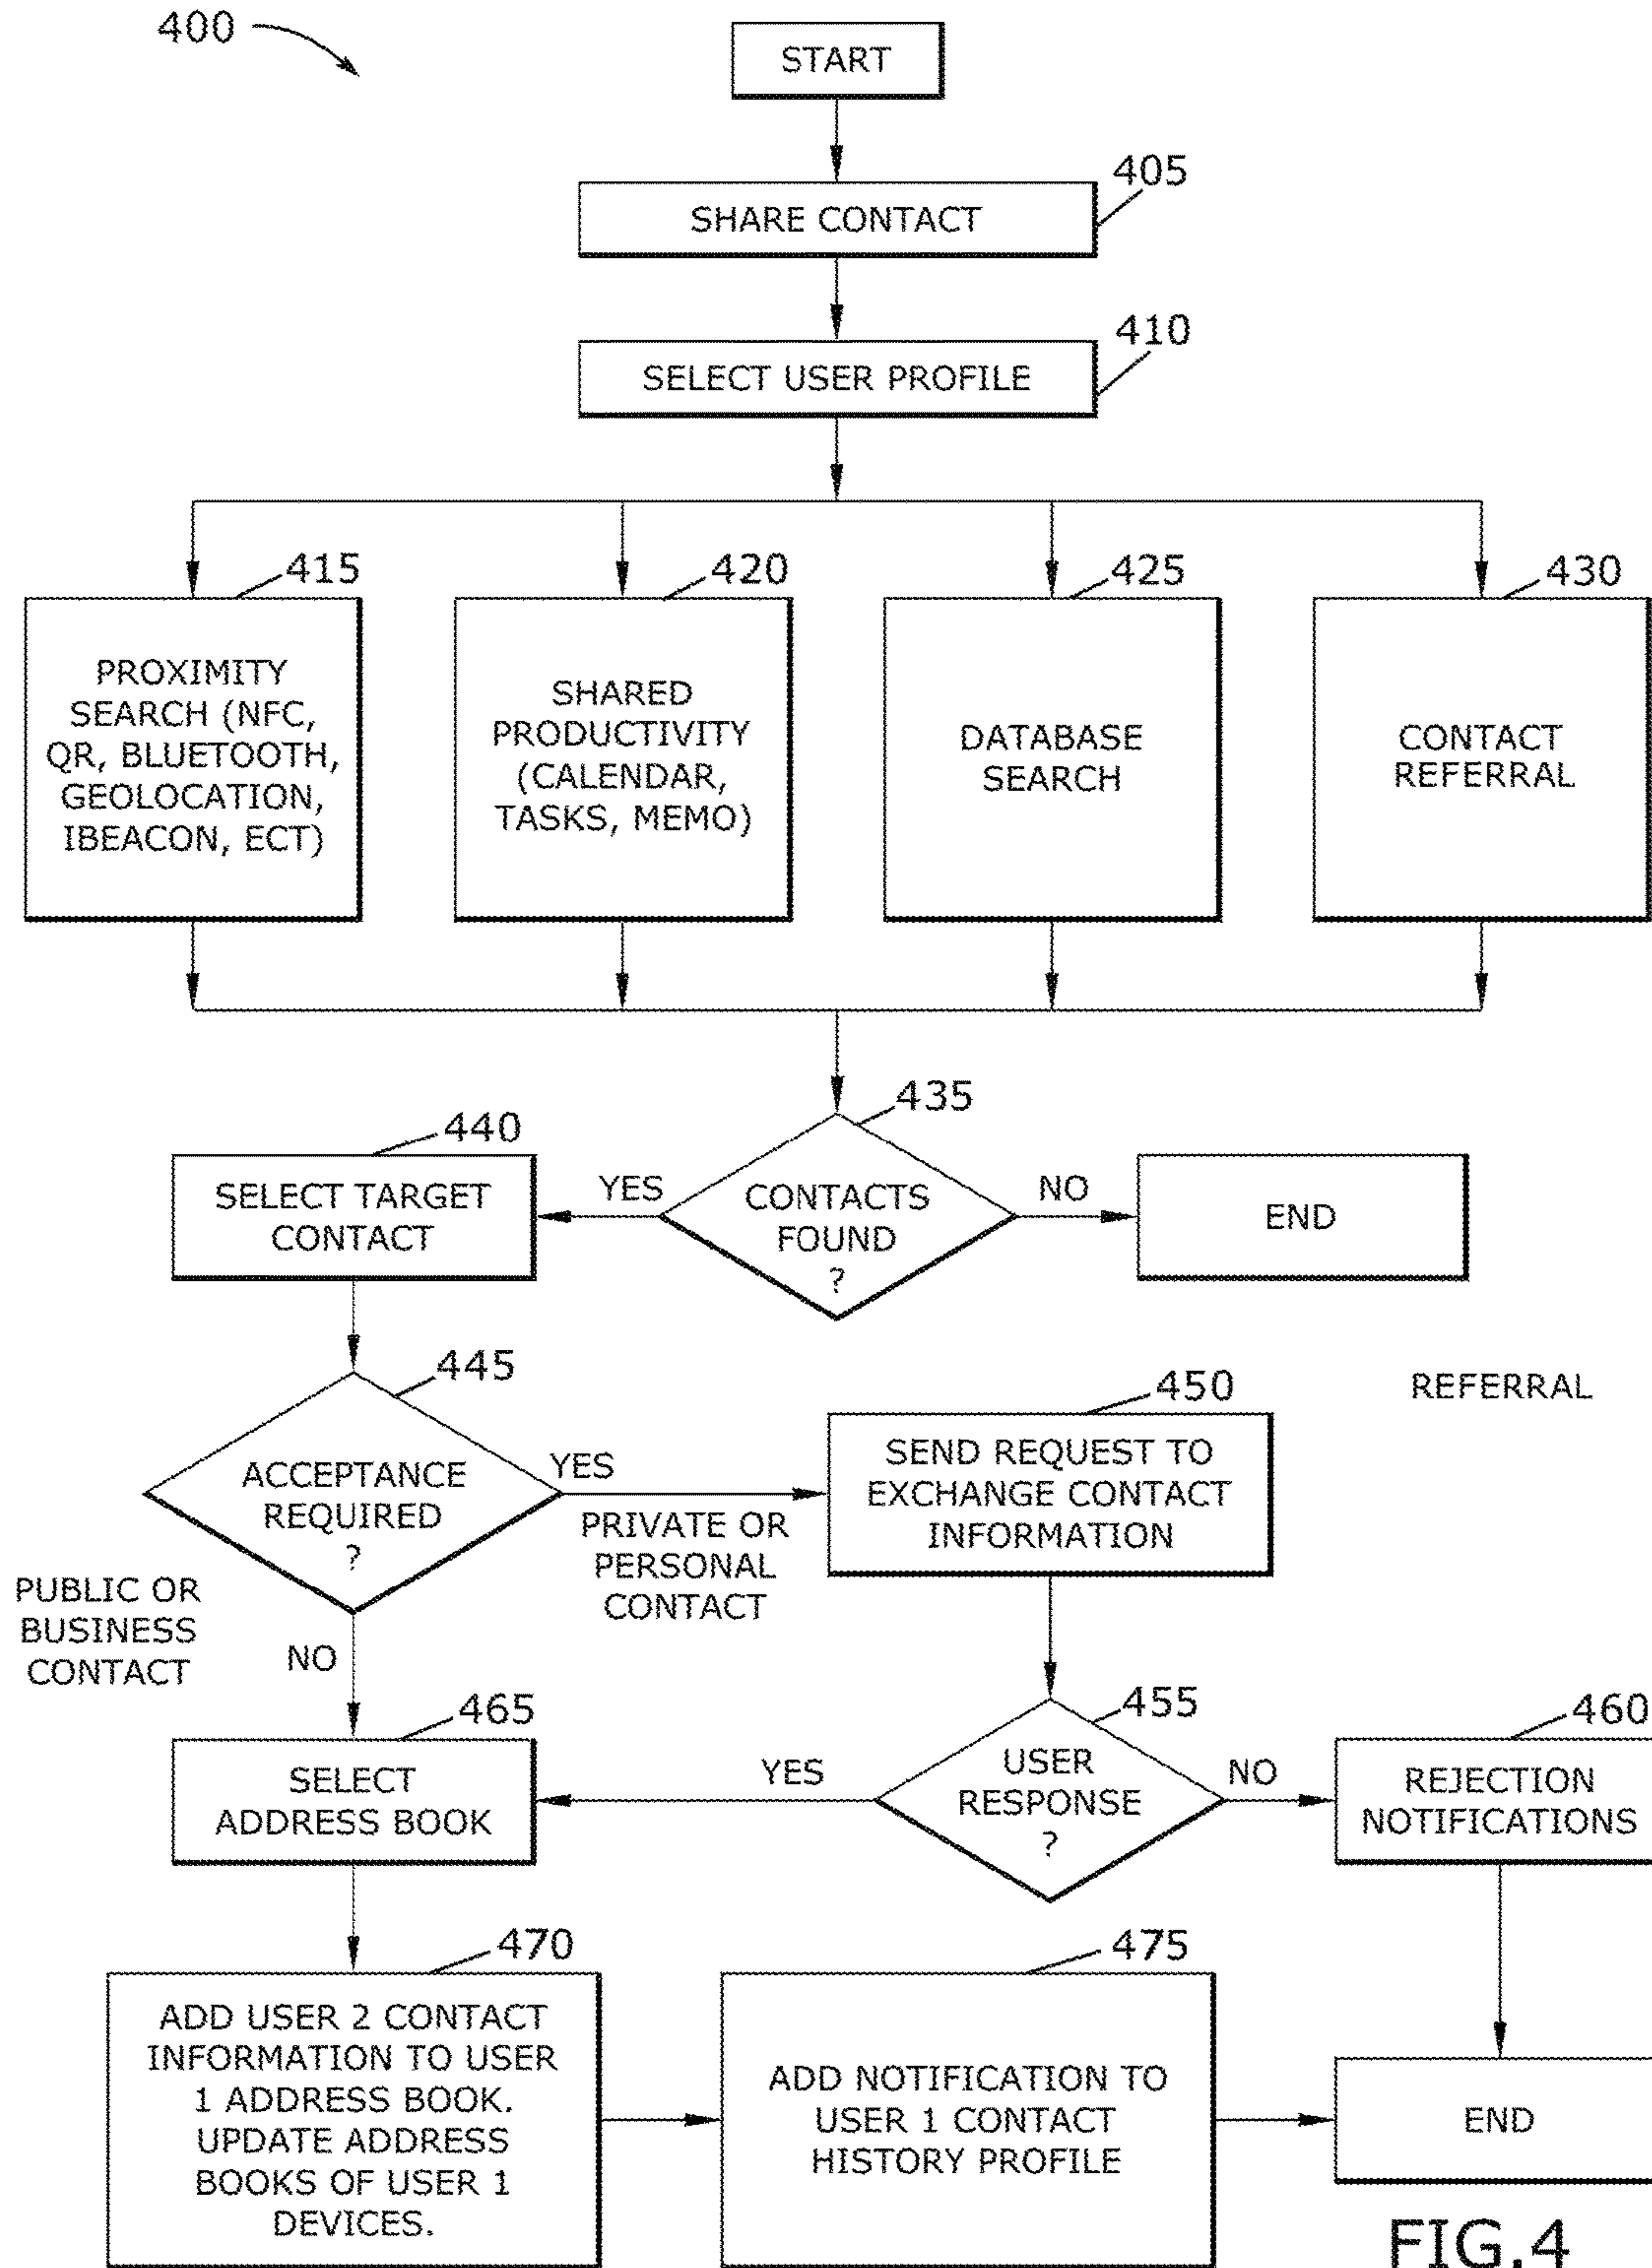 400
START
405
SHARE CONTACT
410
SELECT USER PROFILE
415
PROXIMITY
SEARCH (NFC,
QR, BLUETOOTH,
GEOLOCATION,
IBEACON, ECT)
420
SHARED
PRODUCTIVITY
(CALENDAR,
TASKS, MEMO)
425
DATABASE
SEARCH
430
CONTACT
REFERRAL
435
CONTACTS
FOUND
?
YES
NO
END
440
SELECT TARGET
CONTACT
445
ACCEPTANCE
REQUIRED
?
YES
PRIVATE OR
PERSONAL
CONTACT
450
SEND REQUEST TO
EXCHANGE CONTACT
INFORMATION
REFERRAL
PUBLIC OR
BUSINESS
CONTACT
NO
455
USER
RESPONSE
?
YES
NO
460
REJECTION
NOTIFICATIONS
465
SELECT
ADDRESS BOOK
470
ADD USER 2 CONTACT
INFORMATION TO USER
1 ADDRESS BOOK.
UPDATE ADDRESS
BOOKS OF USER 1
DEVICES.
475
ADD NOTIFICATION TO
USER 1 CONTACT
HISTORY PROFILE
END
FIG.4